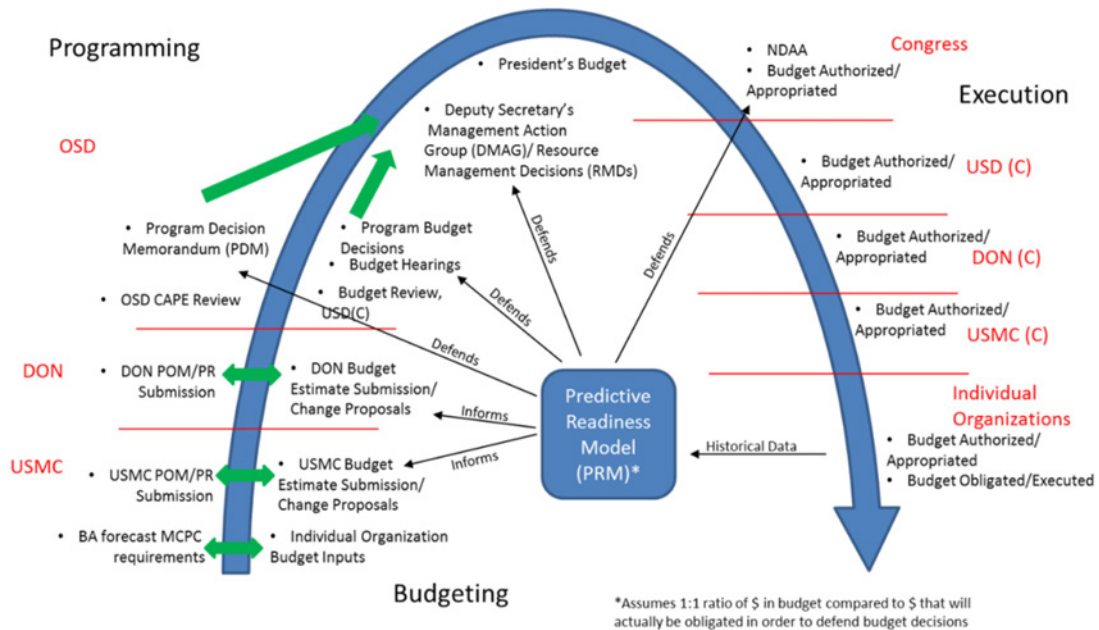 Programming
OSD
• Program Decision
Memorandum (PDM)
• OSD CAPE Review
DON
• DON POM/PR
Submission
USMC
• USMC POM/PR
Submission
• BA forecast MCPC
requirements
• President's Budget
• Deputy Secretary's
Management Action
Group (DMAG)/ Resource
Management Decisions (RMDs)
• Program Budget
Decisions
• Budget Hearings
• Budget Review,
USD(C)
• DON Budget
Estimate Submission/
Change Proposals
• USMC Budget
Estimate Submission/
Change Proposals
• Individual Organization
Budget Inputs
Budgeting
Defends
Defends
Defends
Defends
Informs
Informs
Predictive
Readiness
Model
(PRM)*
Historical Data
Congress
• NDAA
• Budget Authorized/
Appropriated
Execution
• Budget Authorized/
Appropriated
USD (C)
• Budget Authorized/
Appropriated
DON (C)
• Budget Authorized/
Appropriated
USMC (C)
Individual
Organizations
• Budget Authorized/
Appropriated
• Budget Obligated/Executed
*Assumes 1:1 ratio of $ in budget compared to $ that will
actually be obligated in order to defend budget decisions